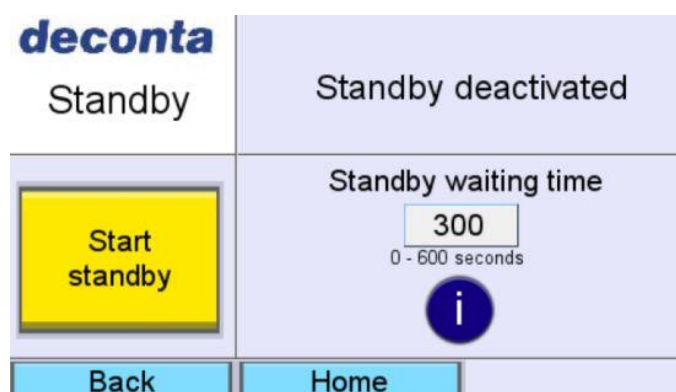 deconta
Standby
Standby deactivated
Start
standby
Standby waiting time
300
0 - 600 seconds
i
Back
Home